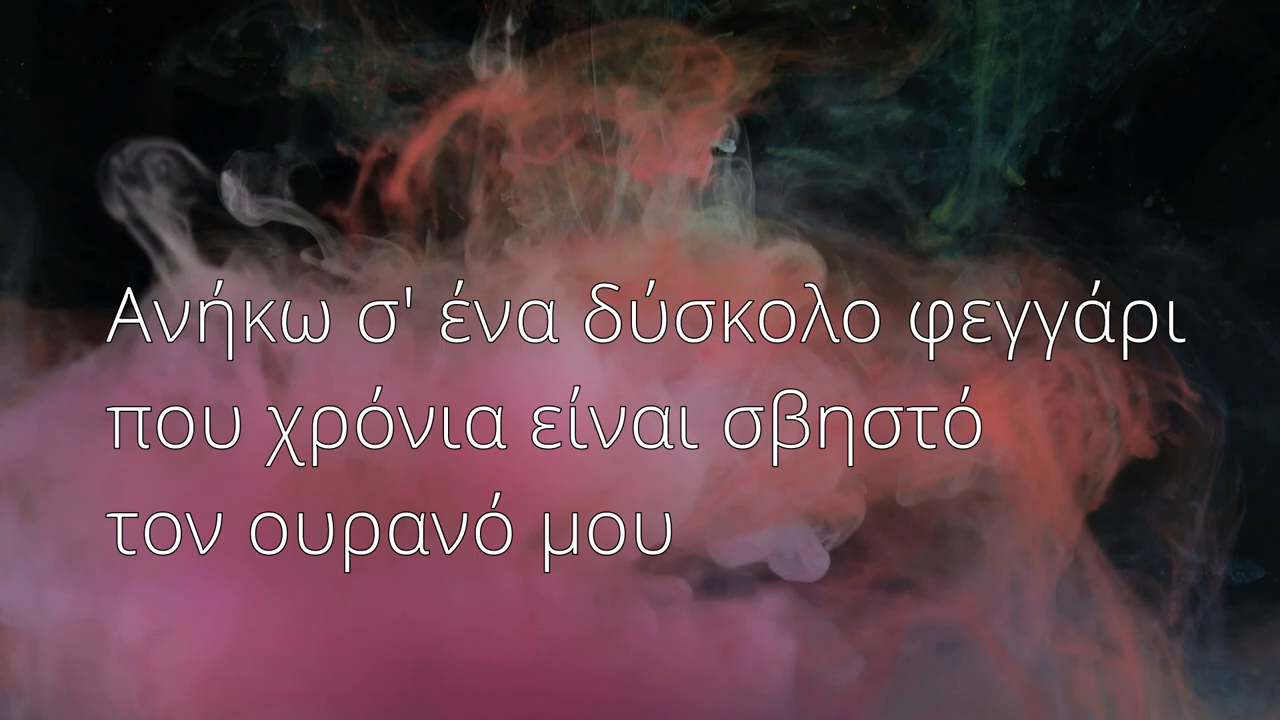 Ανήκω σ' ένα δύσκολο φεγγάρι
που χρόνια είναι σβηστό
τον ουρανό μου